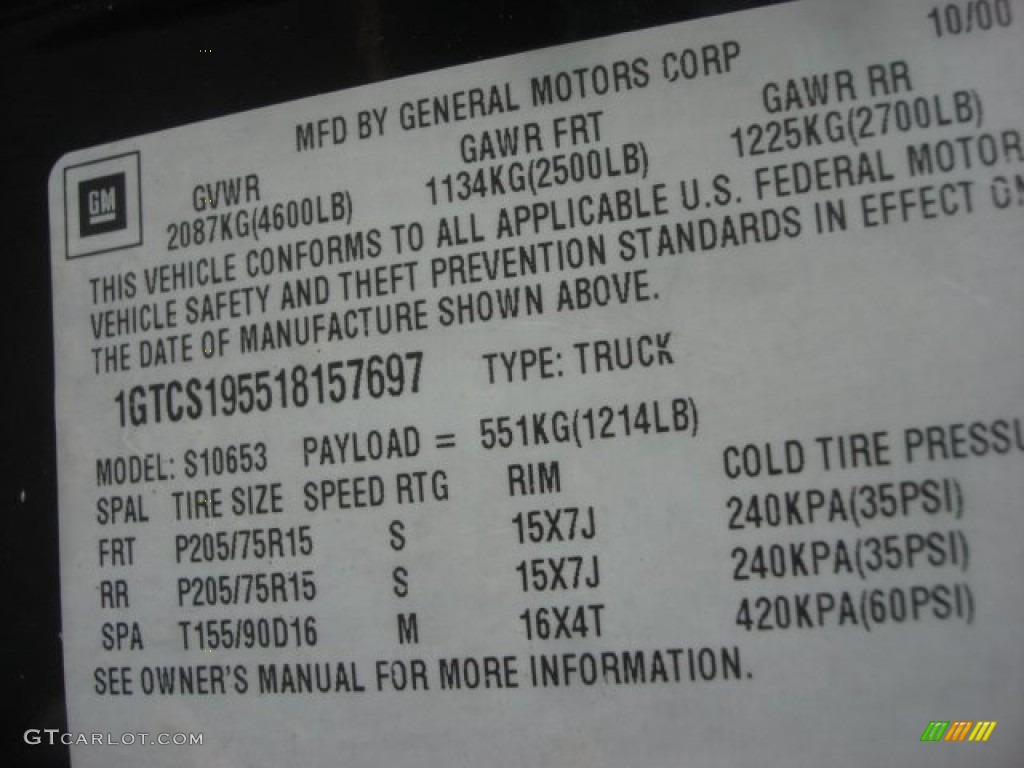 10/00
MFD BY GENERAL MOTORS CORP
GVWR GAWR FRT GAWR RR
2087KG(4600LB) 1134KG(2500LB) 1225KG(2700LB)
GM
THIS VEHICLE CONFORMS TO ALL APPLICABLE U.S. FEDERAL MOTOR
VEHICLE SAFETY AND THEFT PREVENTION STANDARDS IN EFFECT ON
THE DATE OF MANUFACTURE SHOWN ABOVE.
1GTCS195518157697 TYPE: TRUCK
MODEL: S10653 PAYLOAD = 551KG(1214LB)
SPAL TIRE SIZE SPEED RTG RIM COLD TIRE PRESSU
FRT P205/75R15 S 15X7J 240KPA(35PSI)
RR P205/75R15 S 15X7J 240KPA(35PSI)
SPA T155/90D16 M 16X4T 420KPA(60PSI)
SEE OWNER'S MANUAL FOR MORE INFORMATION.
GTCARLOT.COM